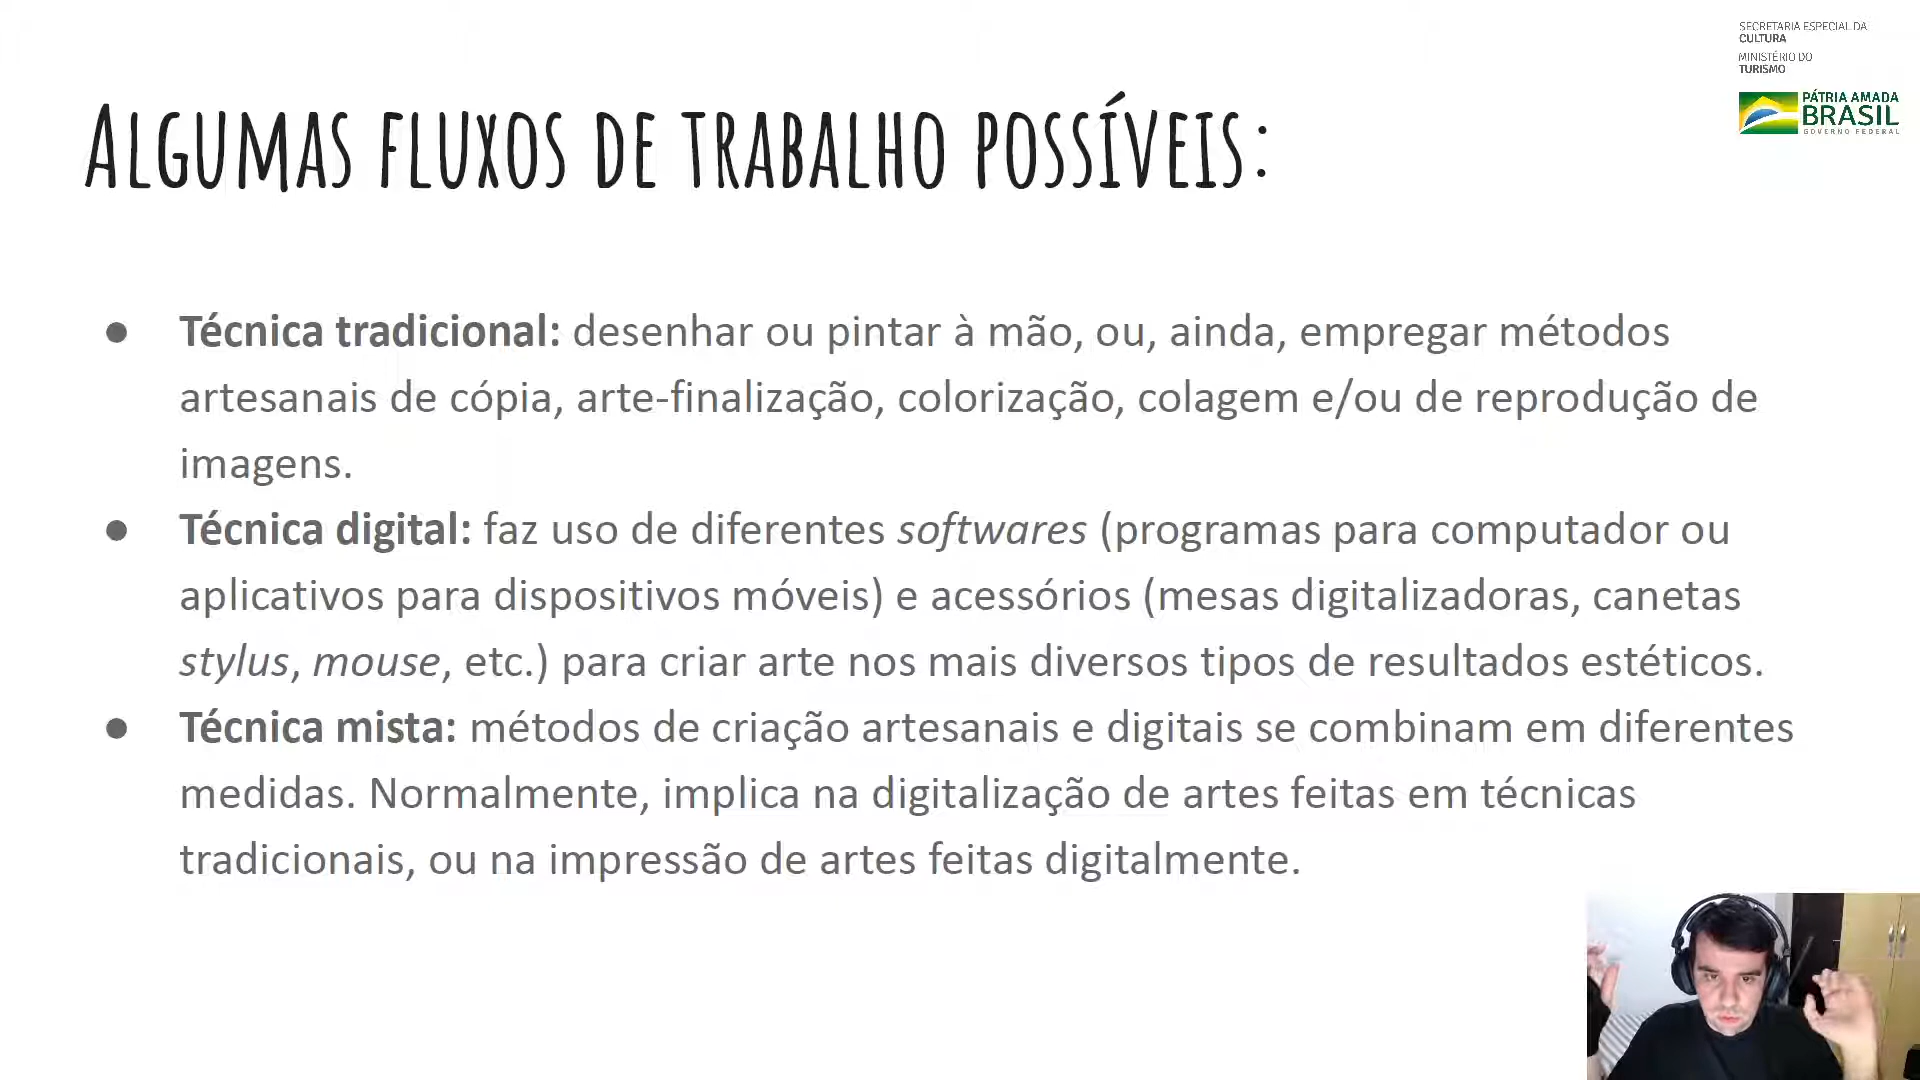 SECRETARIA ESPECIAL DA
CULTURA
MINISTÉRIO DO
TURISMO
PÁTRIA AMADA
BRASIL
GOVERNO FEDERAL
ALGUMAS FLUXOS DE TRABALHO POSSÍVEIS:
● Técnica tradicional: desenhar ou pintar à mão, ou, ainda, empregar métodos
artesanais de cópia, arte-finalização, colorização, colagem e/ou de reprodução de
imagens.
● Técnica digital: faz uso de diferentes softwares (programas para computador ou
aplicativos para dispositivos móveis) e acessórios (mesas digitalizadoras, canetas
stylus, mouse, etc.) para criar arte nos mais diversos tipos de resultados estéticos.
● Técnica mista: métodos de criação artesanais e digitais se combinam em diferentes
medidas. Normalmente, implica na digitalização de artes feitas em técnicas
tradicionais, ou na impressão de artes feitas digitalmente.